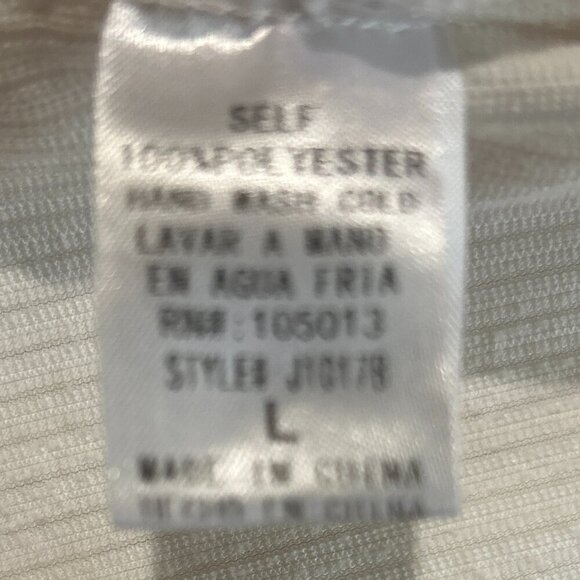 SELF
100%POLYESTER
HAND WASH COLD
LAVAR A MANO
EN AGUA FRIA
RN#:105013
STYLE# J1017B
L
MADE IN CHINA
HECHO EN CHINA